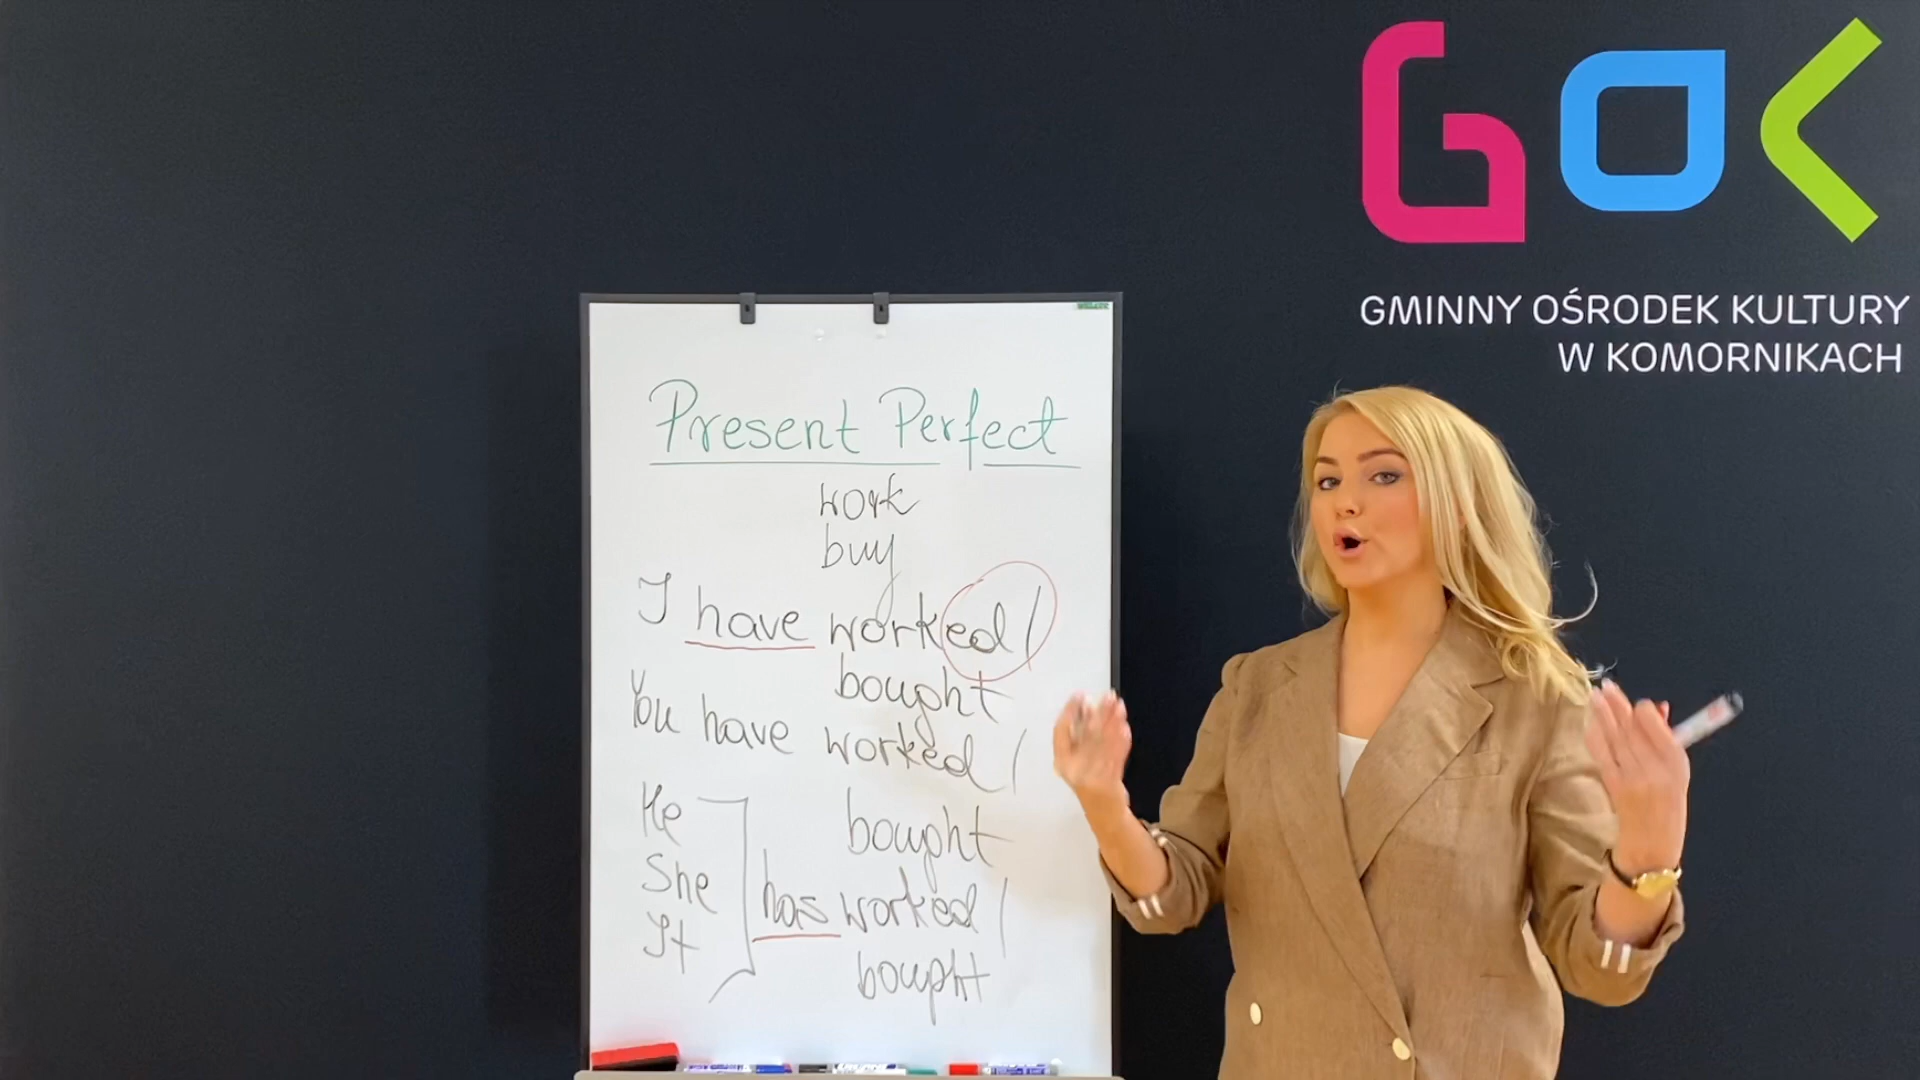 GOK
GMINNY OŚRODEK KULTURY
W KOMORNIKACH
Present Perfect
work
buy
I have worked /
bought
You have worked /
bought
He
She
It
has worked /
bought